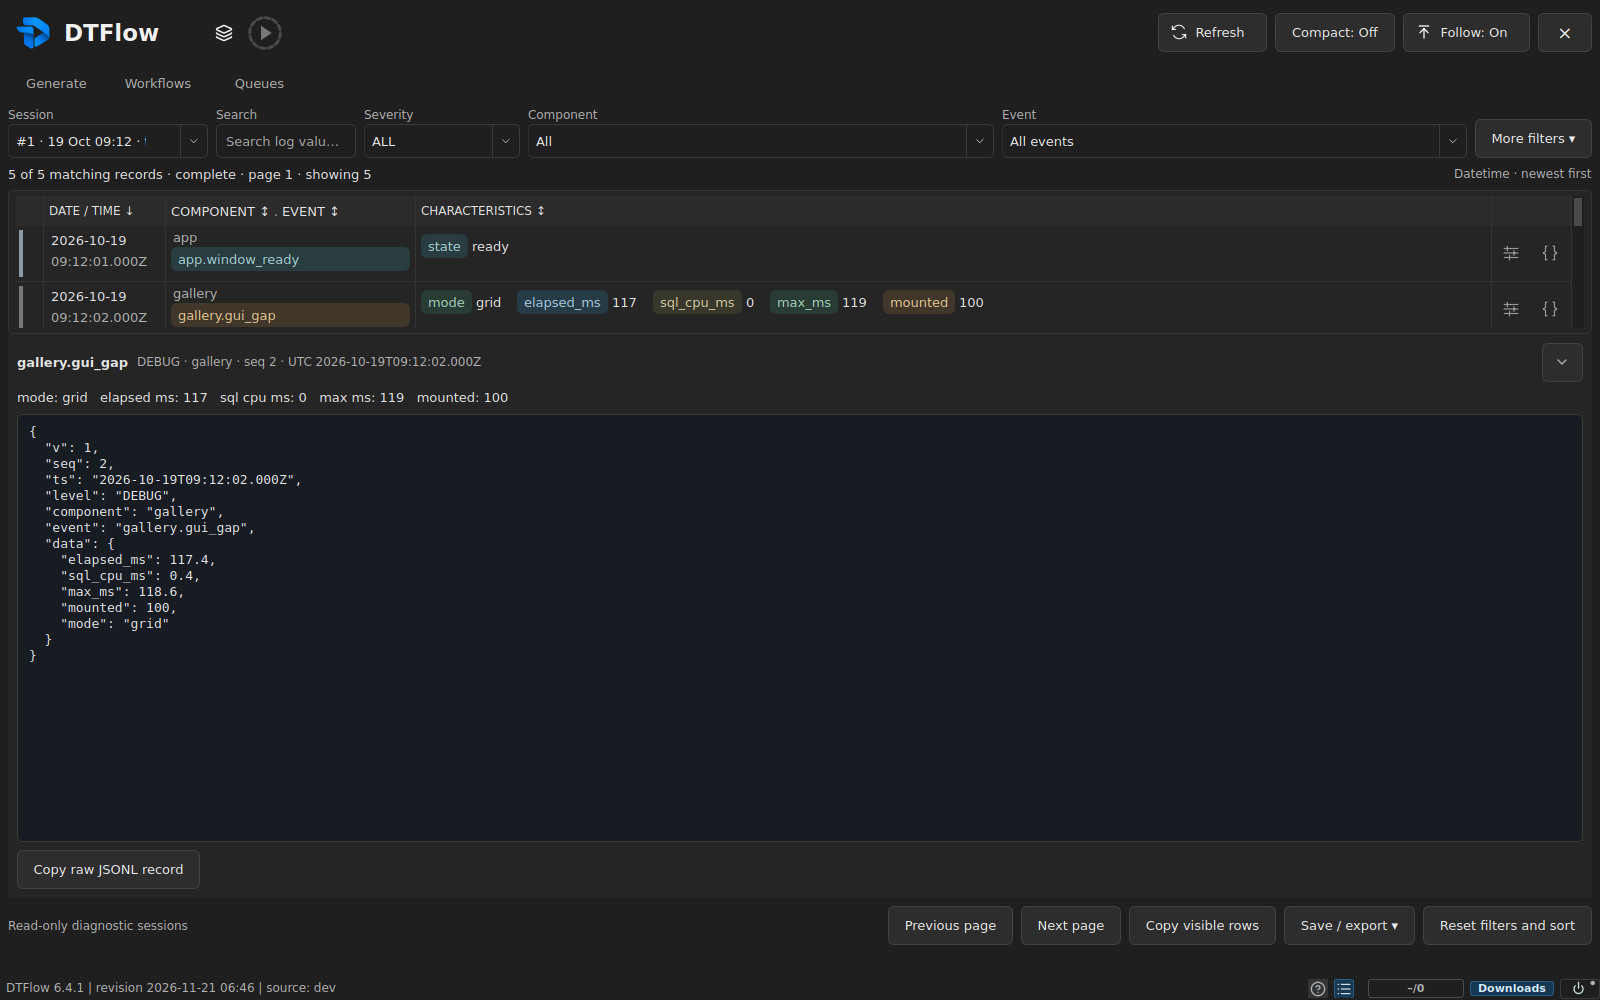 DTFlow
Refresh
Compact: Off
Follow: On
Generate
Workflows
Queues
Session
Search
Severity
Component
Event
#1 · 19 Oct 09:12 ·
Search log valu...
ALL
All
All events
More filters ▾
5 of 5 matching records · complete · page 1 · showing 5
Datetime · newest first
DATE / TIME ↓
COMPONENT ↕ . EVENT ↕
CHARACTERISTICS ↕
2026-10-19
09:12:01.000Z
app
app.window_ready
state ready
{ }
2026-10-19
09:12:02.000Z
gallery
gallery.gui_gap
mode grid elapsed_ms 117 sql_cpu_ms 0 max_ms 119 mounted 100
{ }
gallery.gui_gap DEBUG · gallery · seq 2 · UTC 2026-10-19T09:12:02.000Z
mode: grid elapsed ms: 117 sql cpu ms: 0 max ms: 119 mounted: 100
{
"v": 1,
"seq": 2,
"ts": "2026-10-19T09:12:02.000Z",
"level": "DEBUG",
"component": "gallery",
"event": "gallery.gui_gap",
"data": {
"elapsed_ms": 117.4,
"sql_cpu_ms": 0.4,
"max_ms": 118.6,
"mounted": 100,
"mode": "grid"
}
}
Copy raw JSONL record
Read-only diagnostic sessions
Previous page
Next page
Copy visible rows
Save / export ▾
Reset filters and sort
DTFlow 6.4.1 | revision 2026-11-21 06:46 | source: dev
-/0
Downloads